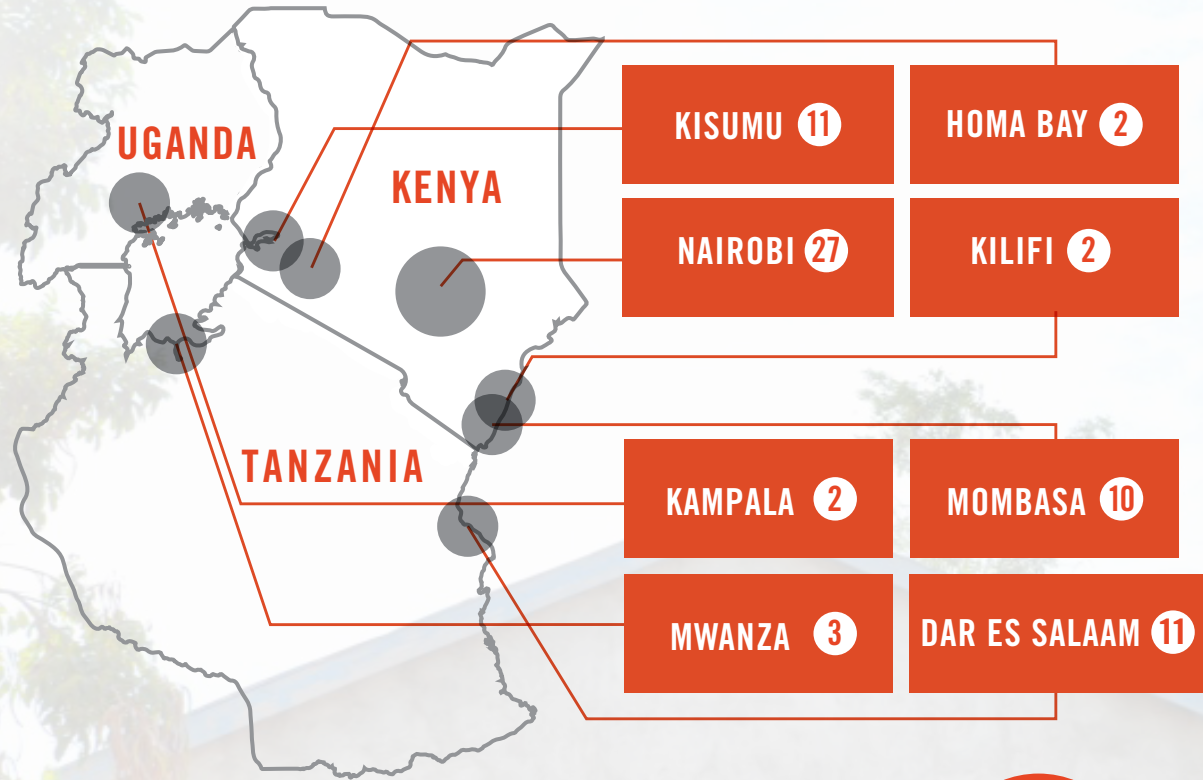 UGANDA
KENYA
TANZANIA
KISUMU 11
HOMA BAY 2
NAIROBI 27
KILIFI 2
KAMPALA 2
MOMBASA 10
MWANZA 3
DAR ES SALAAM 11